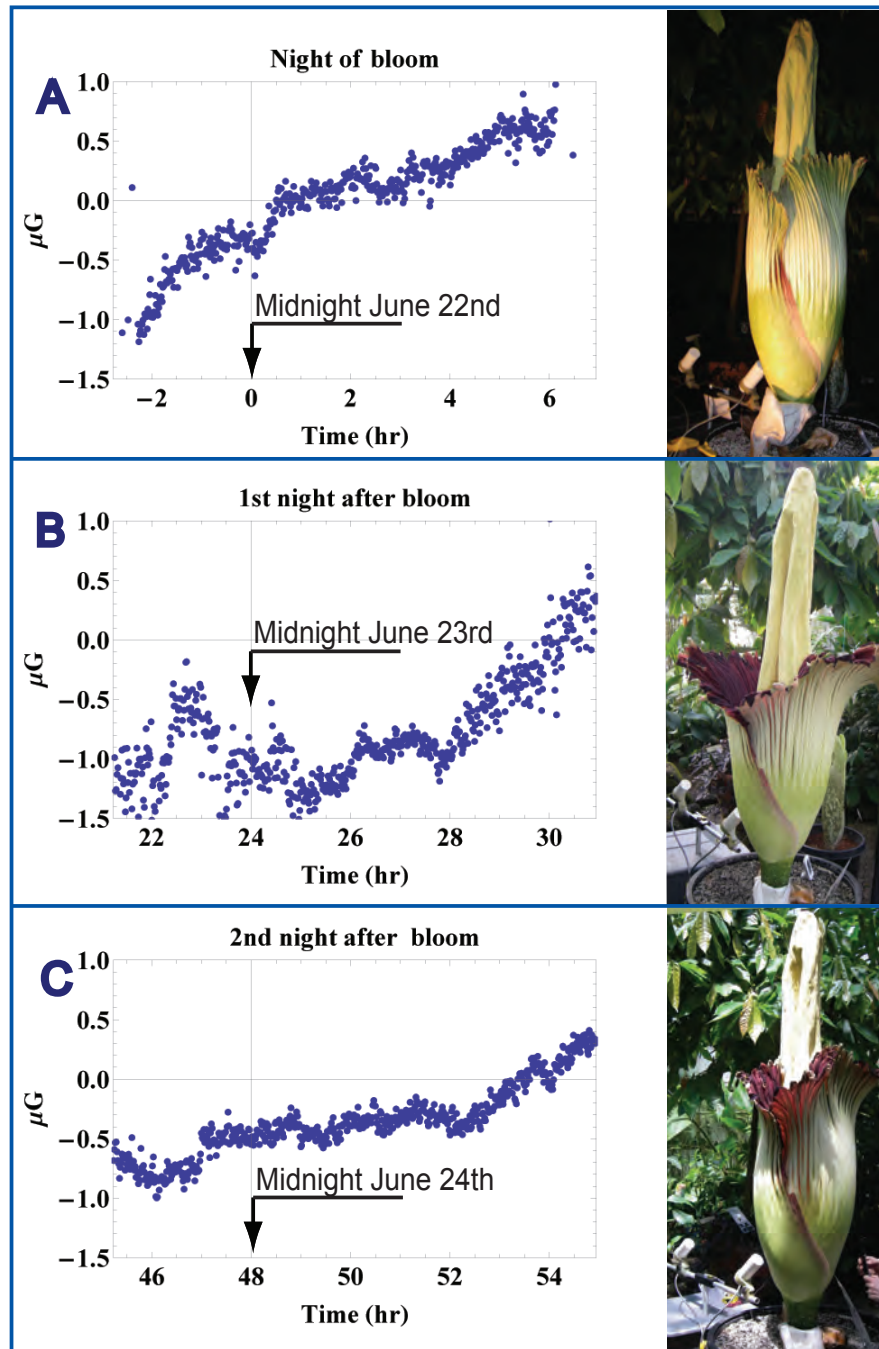 Night of bloom
A
1.0
0.5
0.0
−0.5
−1.0
−1.5
μG
Midnight June 22nd
−2 0 2 4 6
Time (hr)
1st night after bloom
B
1.0
0.5
0.0
−0.5
−1.0
−1.5
μG
Midnight June 23rd
22 24 26 28 30
Time (hr)
2nd night after bloom
C
1.0
0.5
0.0
−0.5
−1.0
−1.5
μG
Midnight June 24th
46 48 50 52 54
Time (hr)